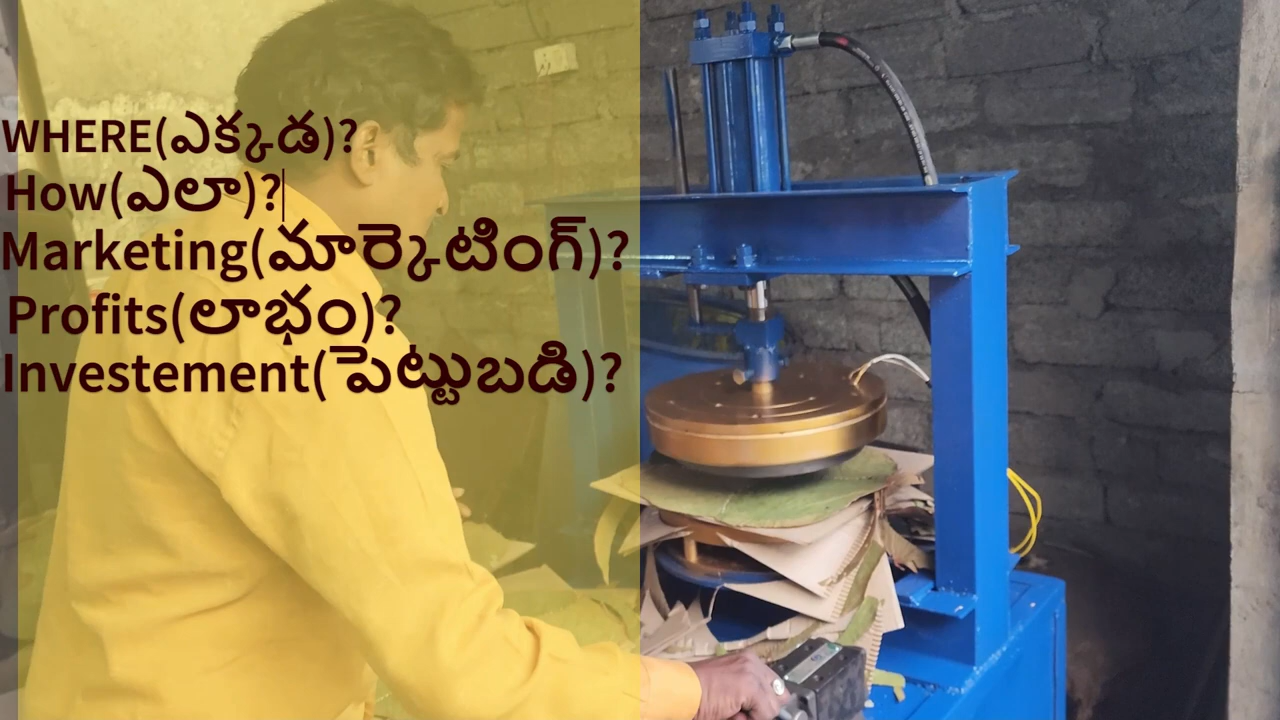 WHERE(ఎక్కడ)?
How(ఎలా)?
Marketing(మార్కెటింగ్)?
Profits(లాభం)?
Investement(పెట్టుబడి)?